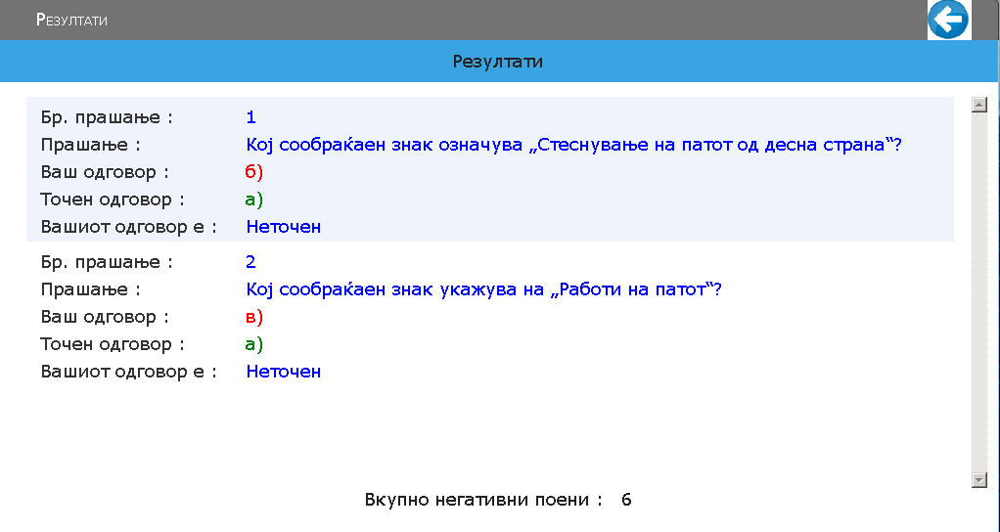 Резултати
Резултати
Бр. прашање : 1
Прашање : Кој сообраќаен знак означува „Стеснување на патот од десна страна“?
Ваш одговор : б)
Точен одговор : а)
Вашиот одговор е : Неточен
Бр. прашање : 2
Прашање : Кој сообраќаен знак укажува на „Работи на патот“?
Ваш одговор : в)
Точен одговор : а)
Вашиот одговор е : Неточен
Вкупно негативни поени : 6